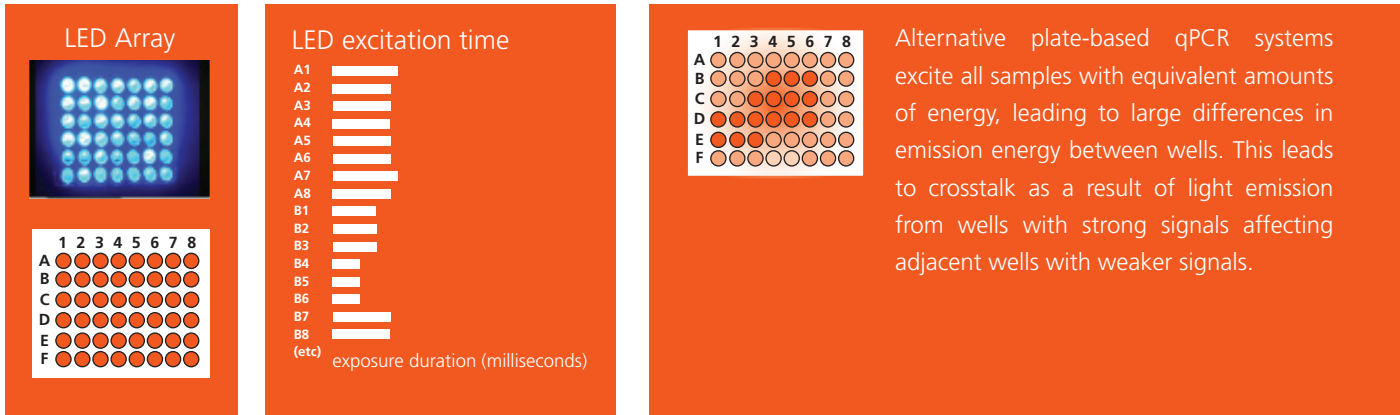 LED Array
1 2 3 4 5 6 7 8
A
B
C
D
E
F
LED excitation time
A1
A2
A3
A4
A5
A6
A7
A8
B1
B2
B3
B4
B5
B6
B7
B8
(etc)
exposure duration (milliseconds)
1 2 3 4 5 6 7 8
A
B
C
D
E
F
Alternative plate-based qPCR systems
excite all samples with equivalent amounts
of energy, leading to large differences in
emission energy between wells. This leads
to crosstalk as a result of light emission
from wells with strong signals affecting
adjacent wells with weaker signals.